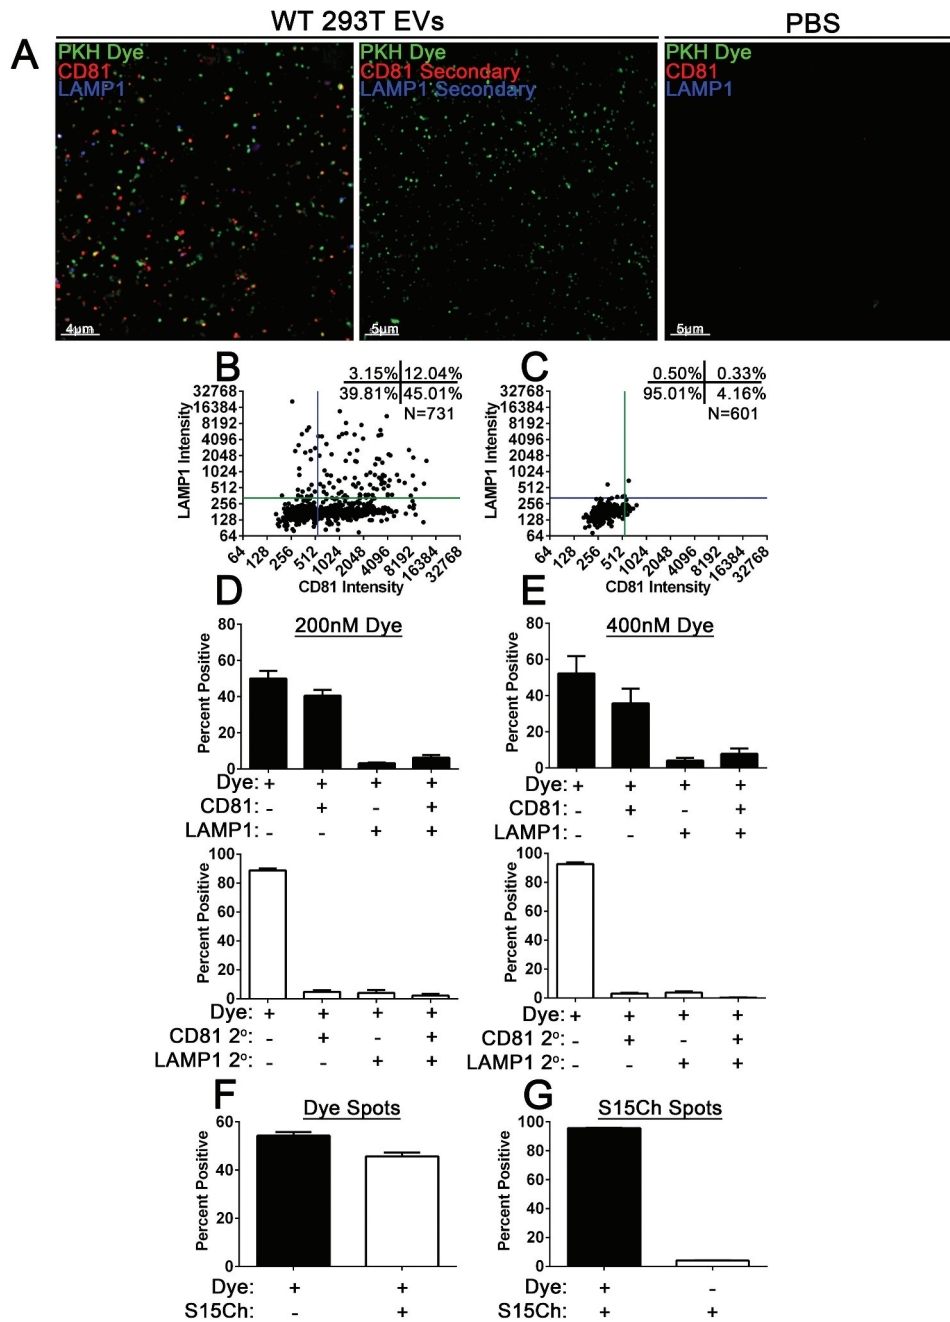 WT 293T EVs
PBS
A
PKH Dye
CD81
LAMP1
4µm
PKH Dye
CD81 Secondary
LAMP1 Secondary
5µm
PKH Dye
CD81
LAMP1
5µm
B
3.15% 12.04%
39.81% 45.01%
N=731
LAMP1 Intensity
32768
16384
8192
4096
2048
1024
512
256
128
64
64 128 256 512 1024 2048 4096 8192 16384 32768
CD81 Intensity
C
0.50% 0.33%
95.01% 4.16%
N=601
LAMP1 Intensity
32768
16384
8192
4096
2048
1024
512
256
128
64
64 128 256 512 1024 2048 4096 8192 16384 32768
CD81 Intensity
D
200nM Dye
Percent Positive
80
60
40
20
0
Dye: + + + +
CD81: - + - +
LAMP1: - - + +
Percent Positive
100
80
60
40
20
0
Dye: + + + +
CD81 2º: - + - +
LAMP1 2º: - - + +
E
400nM Dye
Percent Positive
80
60
40
20
0
Dye: + + + +
CD81: - + - +
LAMP1: - - + +
Percent Positive
100
80
60
40
20
0
Dye: + + + +
CD81 2º: - + - +
LAMP1 2º: - - + +
F
Dye Spots
Percent Positive
60
40
20
0
Dye: + +
S15Ch: - +
G
S15Ch Spots
Percent Positive
100
80
60
40
20
0
Dye: + -
S15Ch: + +